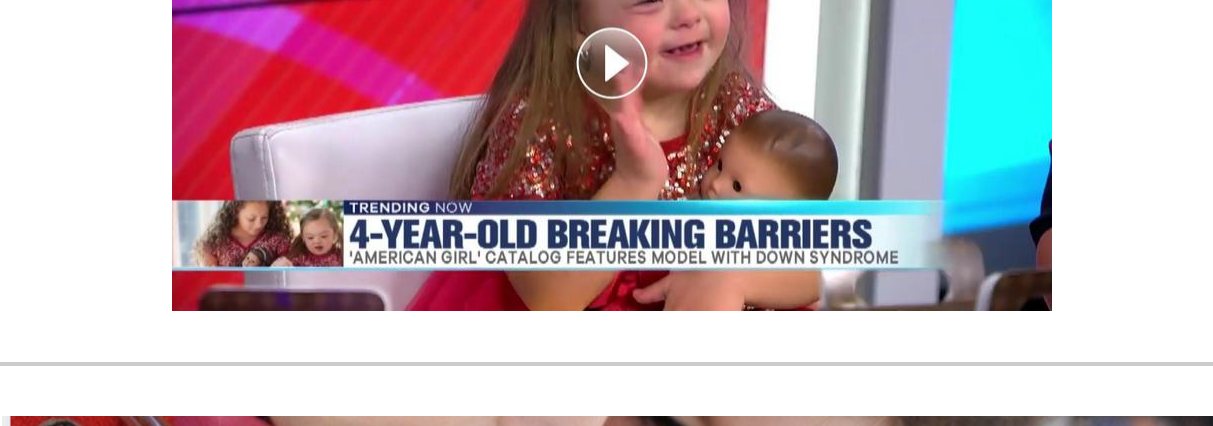 TRENDING NOW
4-YEAR-OLD BREAKING BARRIERS
'AMERICAN GIRL' CATALOG FEATURES MODEL WITH DOWN SYNDROME